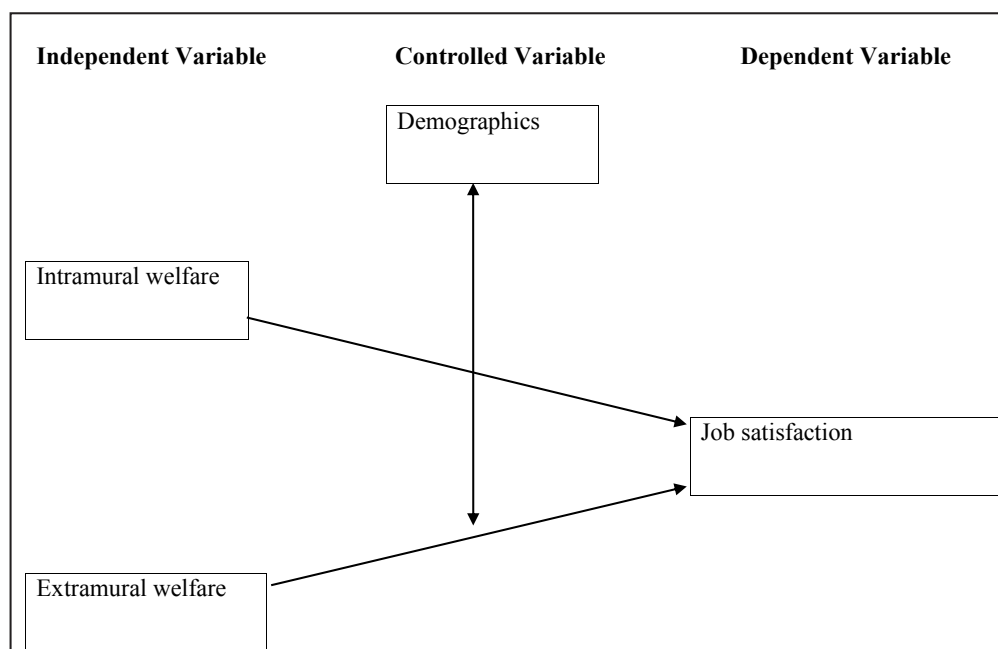 Independent Variable
Controlled Variable
Dependent Variable
Demographics
Intramural welfare
Job satisfaction
Extramural welfare